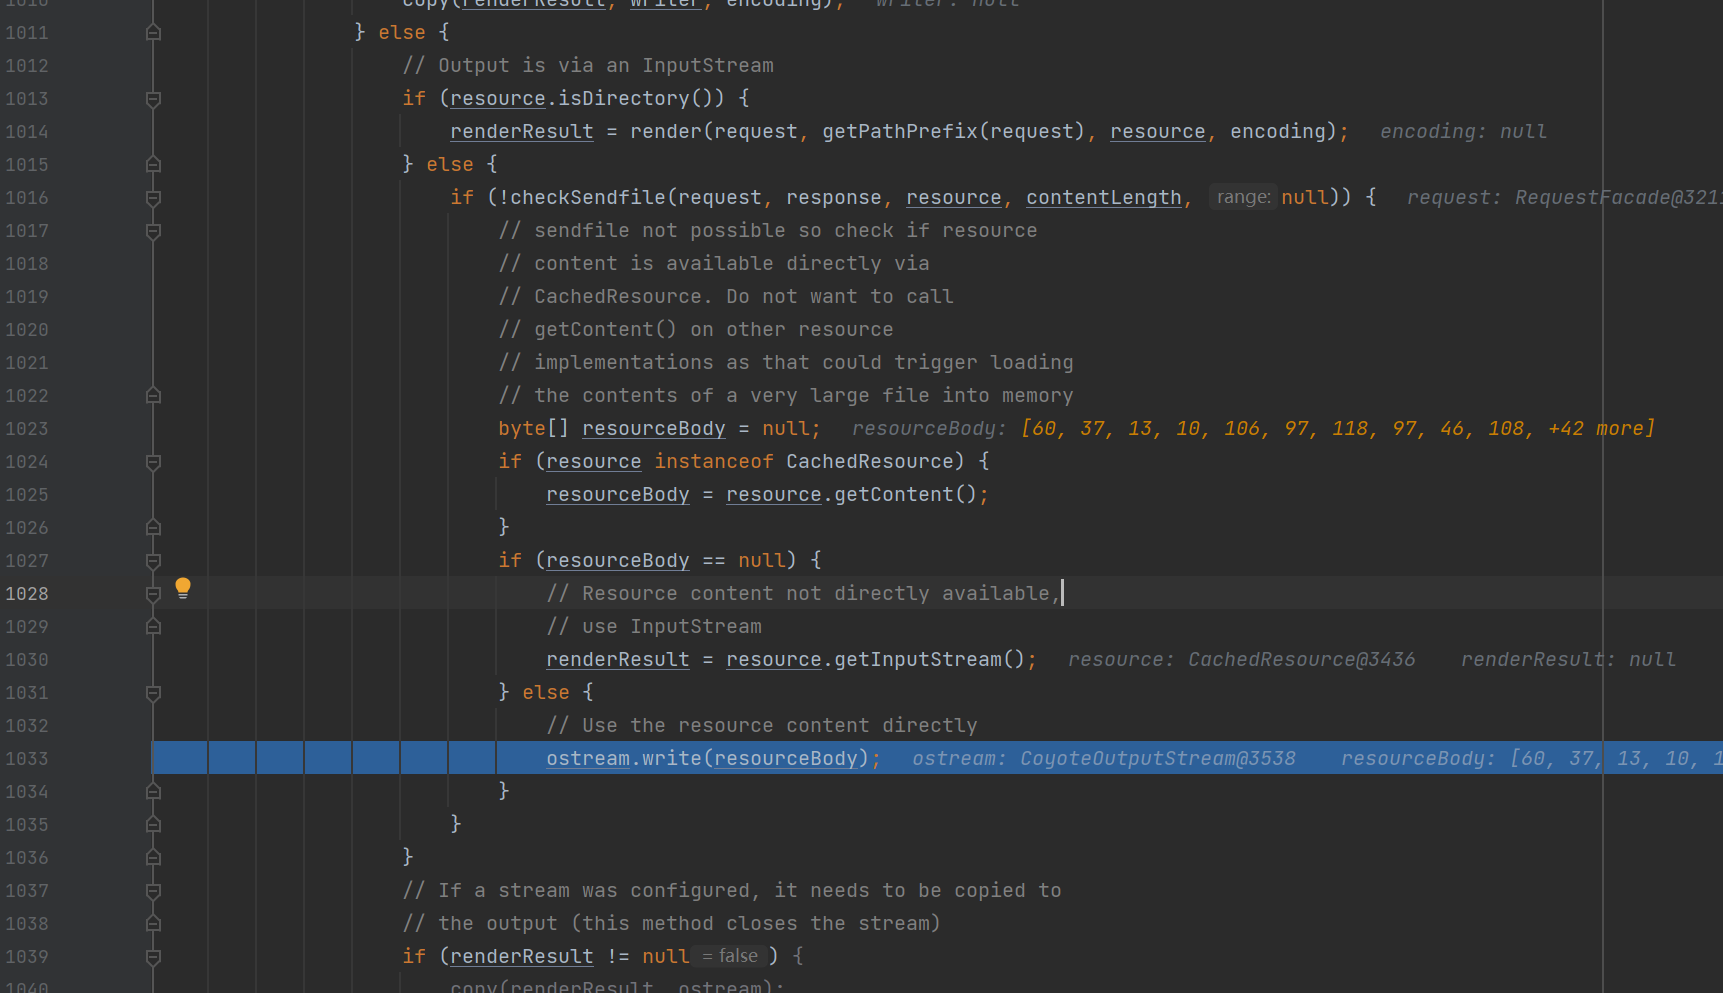 1010 copy(renderResult, writer, encoding); writer: null
1011 } else {
1012 // Output is via an InputStream
1013 if (resource.isDirectory()) {
1014 renderResult = render(request, getPathPrefix(request), resource, encoding); encoding: null
1015 } else {
1016 if (!checkSendfile(request, response, resource, contentLength, range: null)) { request: RequestFacade@3211
1017 // sendfile not possible so check if resource
1018 // content is available directly via
1019 // CachedResource. Do not want to call
1020 // getContent() on other resource
1021 // implementations as that could trigger loading
1022 // the contents of a very large file into memory
1023 byte[] resourceBody = null; resourceBody: [60, 37, 13, 10, 106, 97, 118, 97, 46, 108, +42 more]
1024 if (resource instanceof CachedResource) {
1025 resourceBody = resource.getContent();
1026 }
1027 if (resourceBody == null) {
1028 // Resource content not directly available,
1029 // use InputStream
1030 renderResult = resource.getInputStream(); resource: CachedResource@3436 renderResult: null
1031 } else {
1032 // Use the resource content directly
1033 ostream.write(resourceBody); ostream: CoyoteOutputStream@3538 resourceBody: [60, 37, 13, 10, 1
1034 }
1035 }
1036 }
1037 // If a stream was configured, it needs to be copied to
1038 // the output (this method closes the stream)
1039 if (renderResult != null = false ) {
1040 copy(renderResult, ostream);